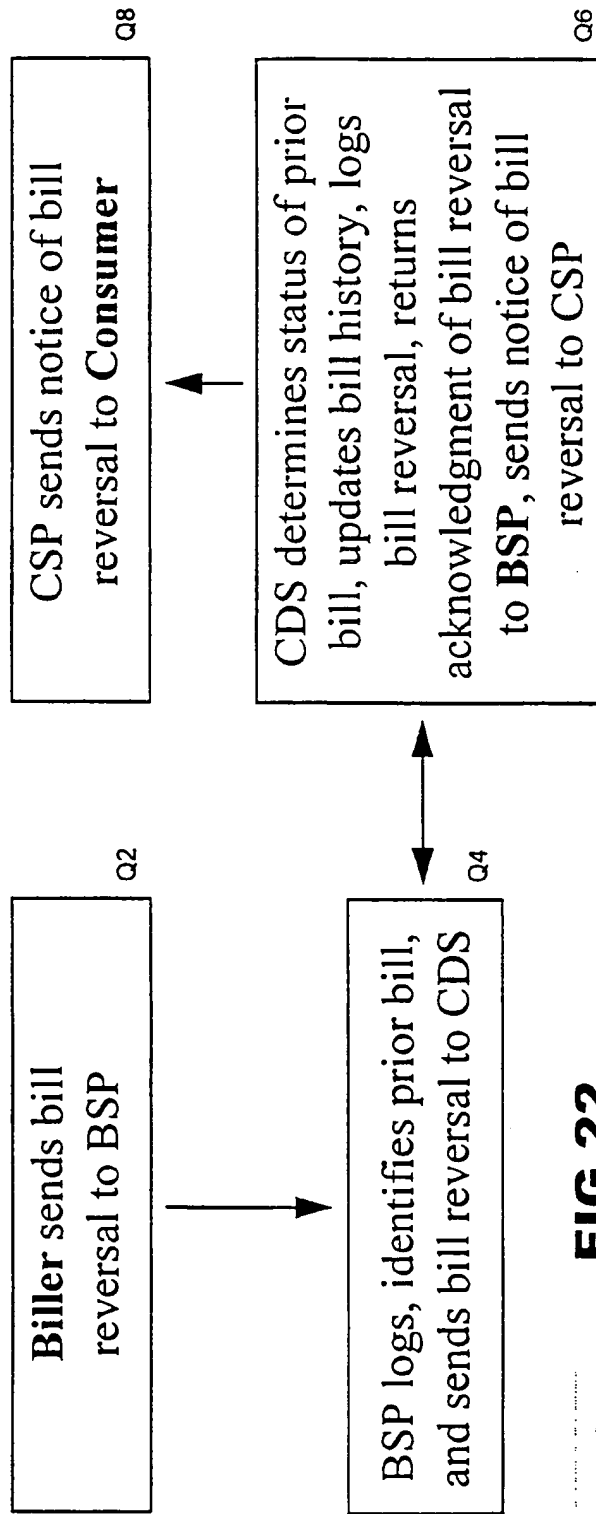 Biller sends bill
reversal to BSP
Q2
BSP logs, identifies prior bill,
and sends bill reversal to CDS
Q4
CDS determines status of prior
bill, updates bill history, logs
bill reversal, returns
acknowledgment of bill reversal
to BSP, sends notice of bill
reversal to CSP
Q6
CSP sends notice of bill
reversal to Consumer
Q8
FIG 22